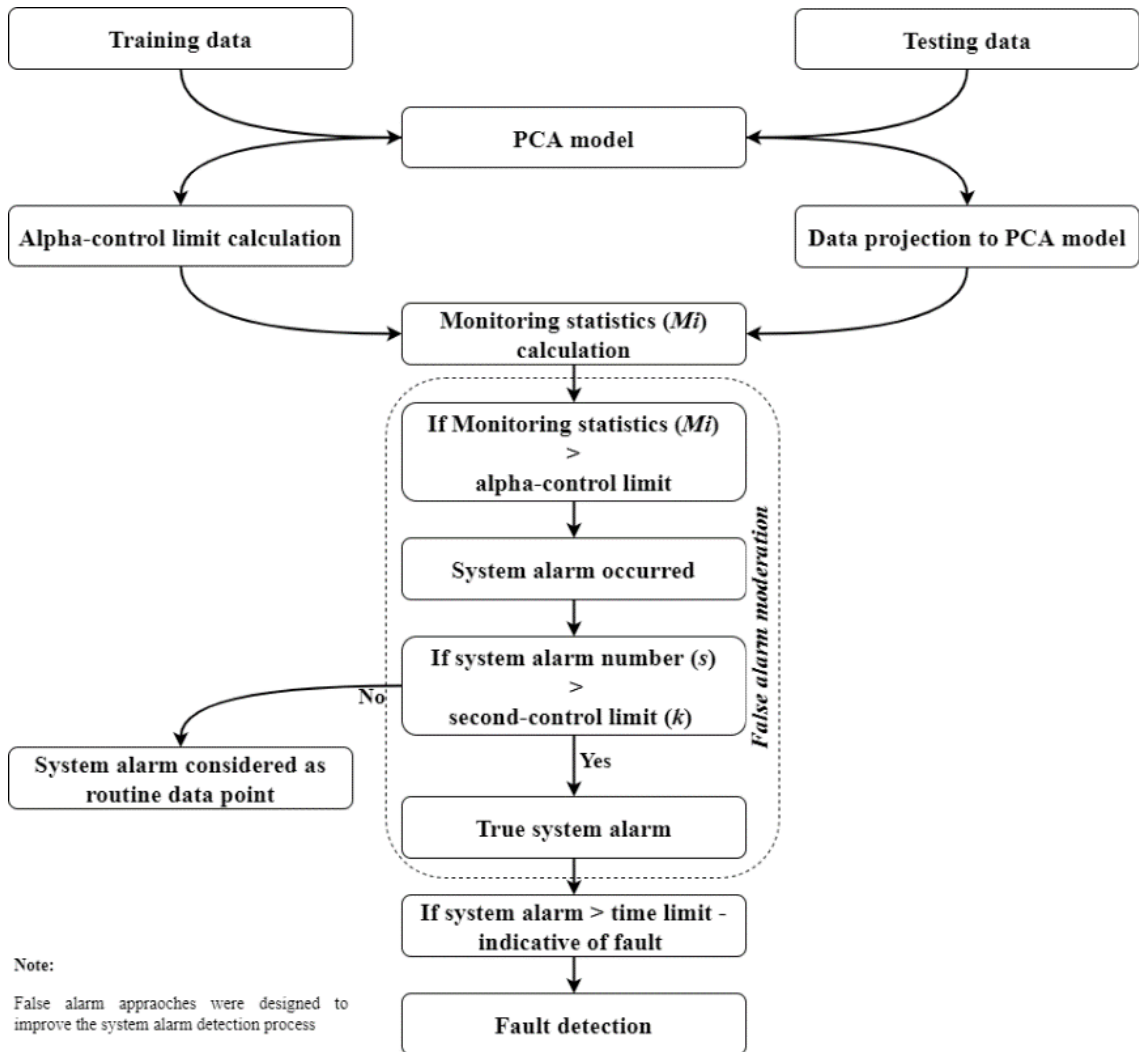 Training data
Testing data
PCA model
Alpha-control limit calculation
Data projection to PCA model
Monitoring statistics (Mi)
calculation
If Monitoring statistics (Mi)
>
alpha-control limit
System alarm occurred
If system alarm number (s)
>
second-control limit (k)
False alarm moderation
No
Yes
System alarm considered as
routine data point
True system alarm
If system alarm > time limit -
indicative of fault
Fault detection
Note:
False alarm appraoches were designed to
improve the system alarm detection process